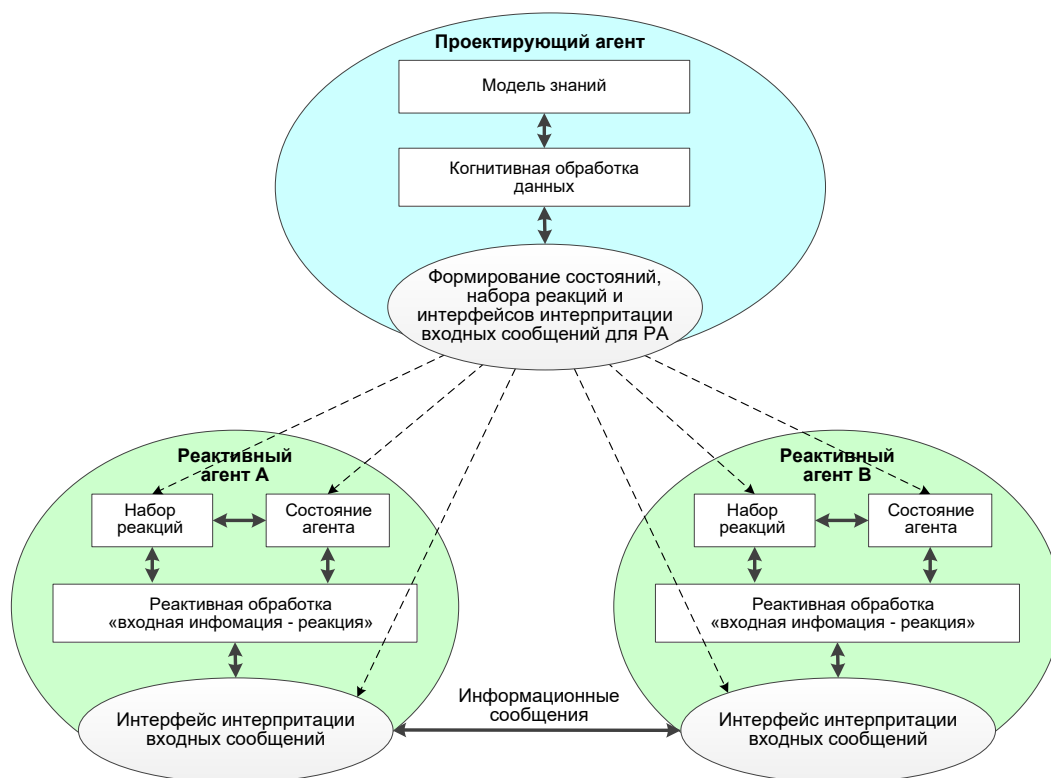 Проектирующий агент
Модель знаний
Когнитивная обработка
данных
Формирование состояний,
набора реакций и
интерфейсов интерпритации
входных сообщений для РА
Реактивный
агент А
Набор
реакций
Состояние
агента
Реактивная обработка
«входная инфомация - реакция»
Интерфейс интерпритации
входных сообщений
Информационные
сообщения
Реактивный
агент В
Набор
реакций
Состояние
агента
Реактивная обработка
«входная инфомация - реакция»
Интерфейс интерпритации
входных сообщений